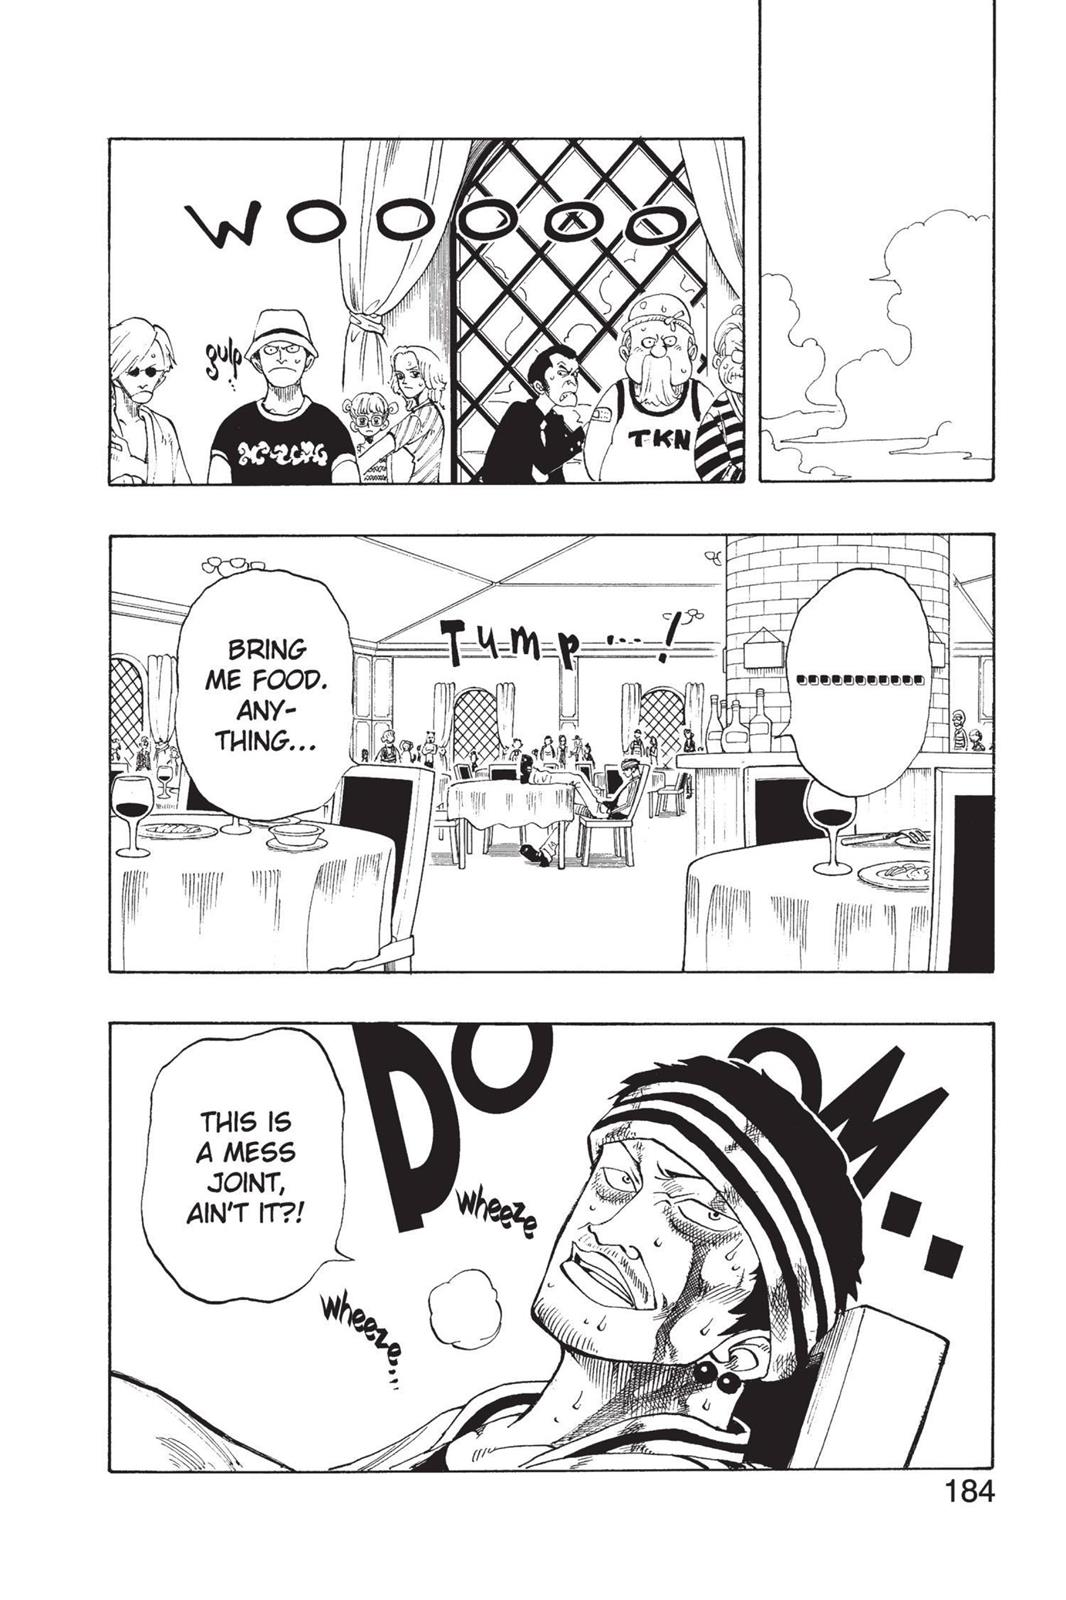 WOOOOO
gulp
TKN
.............
Tump...!
BRING
ME FOOD.
ANY-
THING...
DOOM..
wheeze
THIS IS
A MESS
JOINT,
AIN'T IT?!
wheeze...
184